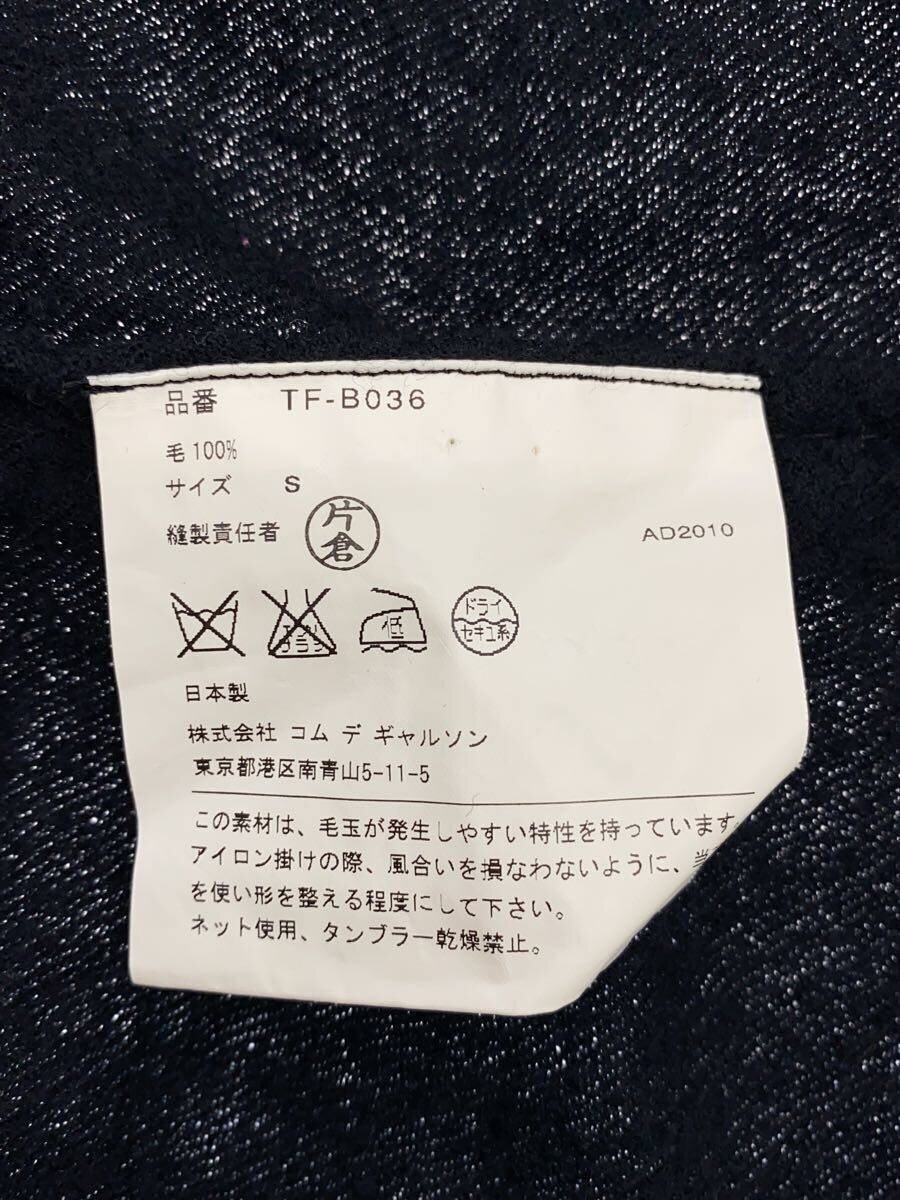 品番 TF-B036
毛100%
サイズ S
縫製責任者 片倉 AD2010
低 ドライ セキユ系
日本製
株式会社 コム デ ギャルソン
東京都港区南青山5-11-5
この素材は、毛玉が発生しやすい特性を持っています
アイロン掛けの際、風合いを損なわないように、
を使い形を整える程度にして下さい。
ネット使用、タンブラー乾燥禁止。